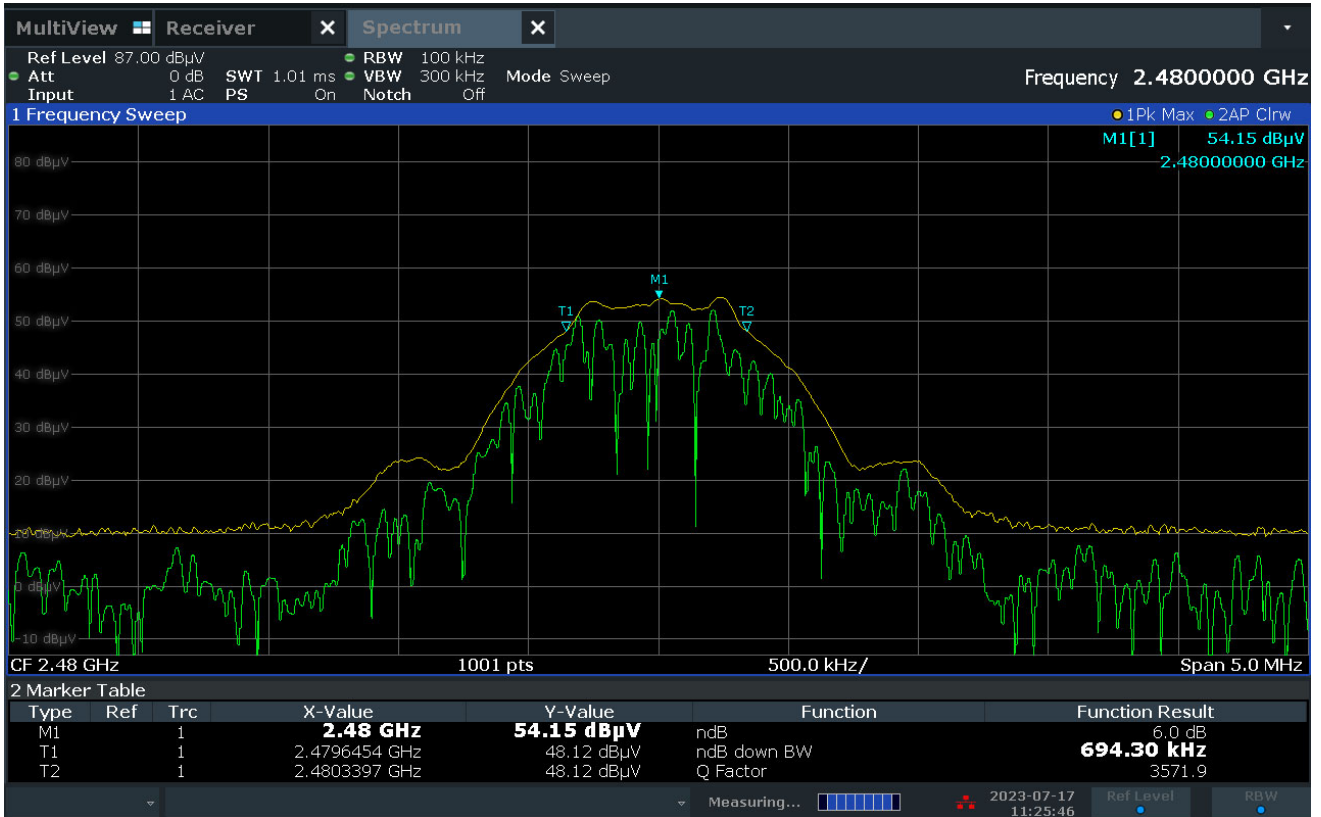 MultiView Receiver X Spectrum X
Ref Level 87.00 dBµV RBW 100 kHz
Att 0 dB SWT 1.01 ms VBW 300 kHz Mode Sweep Frequency 2.4800000 GHz
Input 1 AC PS On Notch Off
1 Frequency Sweep 1Pk Max 2AP Clrw
M1[1] 54.15 dBµV
2.48000000 GHz
80 dBµV
70 dBµV
60 dBµV
M1
T1 T2
50 dBµV
40 dBµV
30 dBµV
20 dBµV
10 dBµV
0 dBµV
-10 dBµV
CF 2.48 GHz 1001 pts 500.0 kHz/ Span 5.0 MHz
2 Marker Table
Type Ref Trc X-Value Y-Value Function Function Result
M1 1 2.48 GHz 54.15 dBµV ndB 6.0 dB
T1 1 2.4796454 GHz 48.12 dBµV ndB down BW 694.30 kHz
T2 1 2.4803397 GHz 48.12 dBµV Q Factor 3571.9
Measuring... 2023-07-17 Ref Level RBW
11:25:46